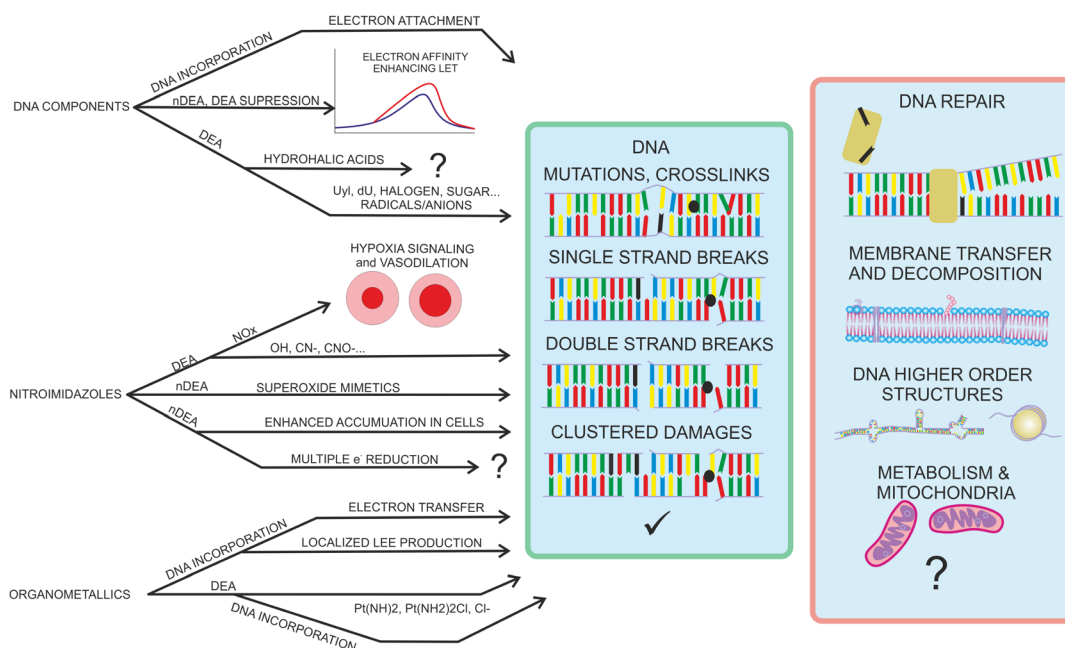 ELECTRON ATTACHMENT
DNA INCORPORATION
ELECTRON AFFINITY
ENHANCING LET
DNA COMPONENTS
nDEA, DEA SUPRESSION
DEA
HYDROHALIC ACIDS
?
Uyl, dU, HALOGEN, SUGAR...
RADICALS/ANIONS
HYPOXIA SIGNALING
and VASODILATION
NOx
DEA
OH, CN-, CNO-...
NITROIMIDAZOLES
nDEA
SUPEROXIDE MIMETICS
nDEA
ENHANCED ACCUMUATION IN CELLS
MULTIPLE e- REDUCTION
?
ELECTRON TRANSFER
DNA INCORPORATION
LOCALIZED LEE PRODUCTION
ORGANOMETALLICS
DEA
Pt(NH)2, Pt(NH2)2Cl, Cl-
DNA INCORPORATION
DNA
MUTATIONS, CROSSLINKS
SINGLE STRAND BREAKS
DOUBLE STRAND BREAKS
CLUSTERED DAMAGES
✓
DNA REPAIR
MEMBRANE TRANSFER
AND DECOMPOSITION
DNA HIGHER ORDER
STRUCTURES
METABOLISM &
MITOCHONDRIA
?